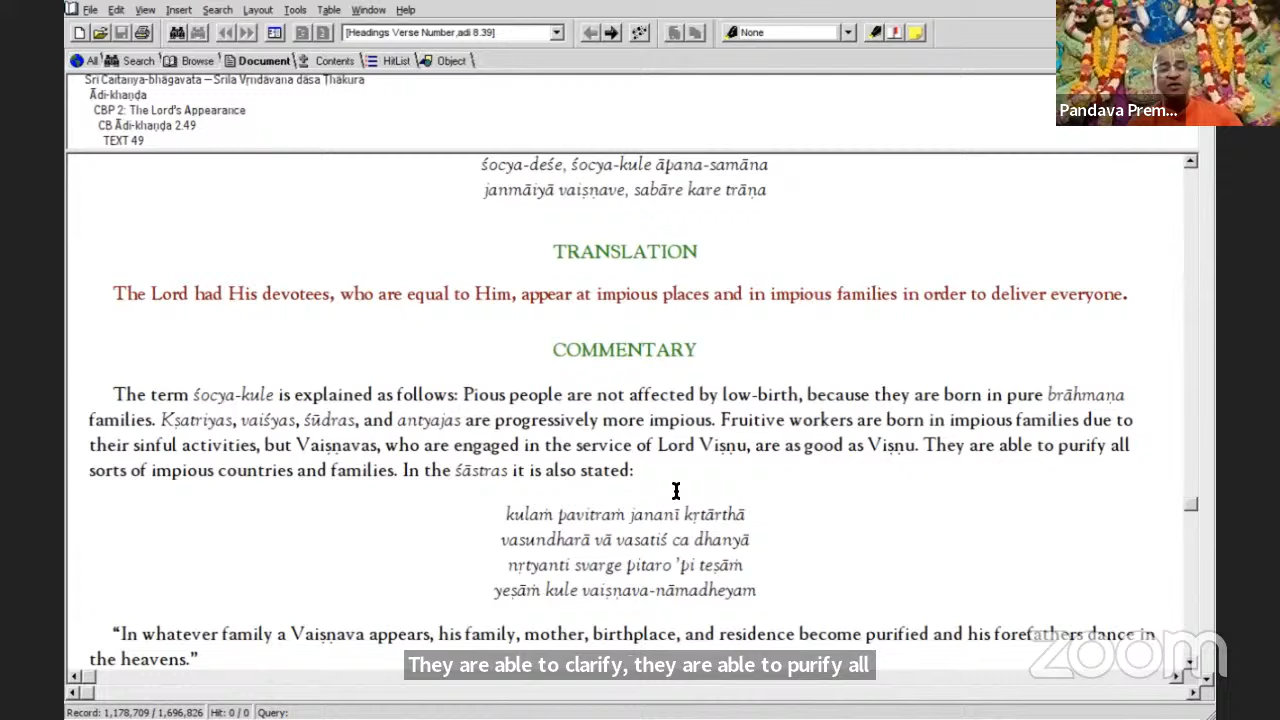 File Edit View Insert Search Layout Tools Table Window Help
[Headings Verse Number,adi 8.39]
None
All Search Browse Document Contents HitList Object
Śrī Caitanya-bhāgavata – Śrīla Vṛndāvana dāsa Ṭhākura
Ādi-khaṇḍa
CBP 2: The Lord's Appearance
CB Ādi-khaṇḍa 2.49
TEXT 49
Pandava Prem...
śocya-deśe, śocya-kule āpana-samāna
janmāiyā vaiṣṇave, sabāre kare trāṇa
TRANSLATION
The Lord had His devotees, who are equal to Him, appear at impious places and in impious families in order to deliver everyone.
COMMENTARY
The term śocya-kule is explained as follows: Pious people are not affected by low-birth, because they are born in pure brāhmaṇa
families. Kṣatriyas, vaiśyas, śūdras, and antyajas are progressively more impious. Fruitive workers are born in impious families due to
their sinful activities, but Vaiṣṇavas, who are engaged in the service of Lord Viṣṇu, are as good as Viṣṇu. They are able to purify all
sorts of impious countries and families. In the śāstras it is also stated:
kulaṁ pavitraṁ jananī kṛtārthā
vasundharā vā vasatiś ca dhanyā
nṛtyanti svarge pitaro 'pi teṣāṁ
yeṣāṁ kule vaiṣṇava-nāmadheyam
“In whatever family a Vaiṣṇava appears, his family, mother, birthplace, and residence become purified and his forefathers dance in
the heavens.”
They are able to clarify, they are able to purify all
zoom
Record: 1,178,709 / 1,696,826 Hit: 0 / 0 Query: